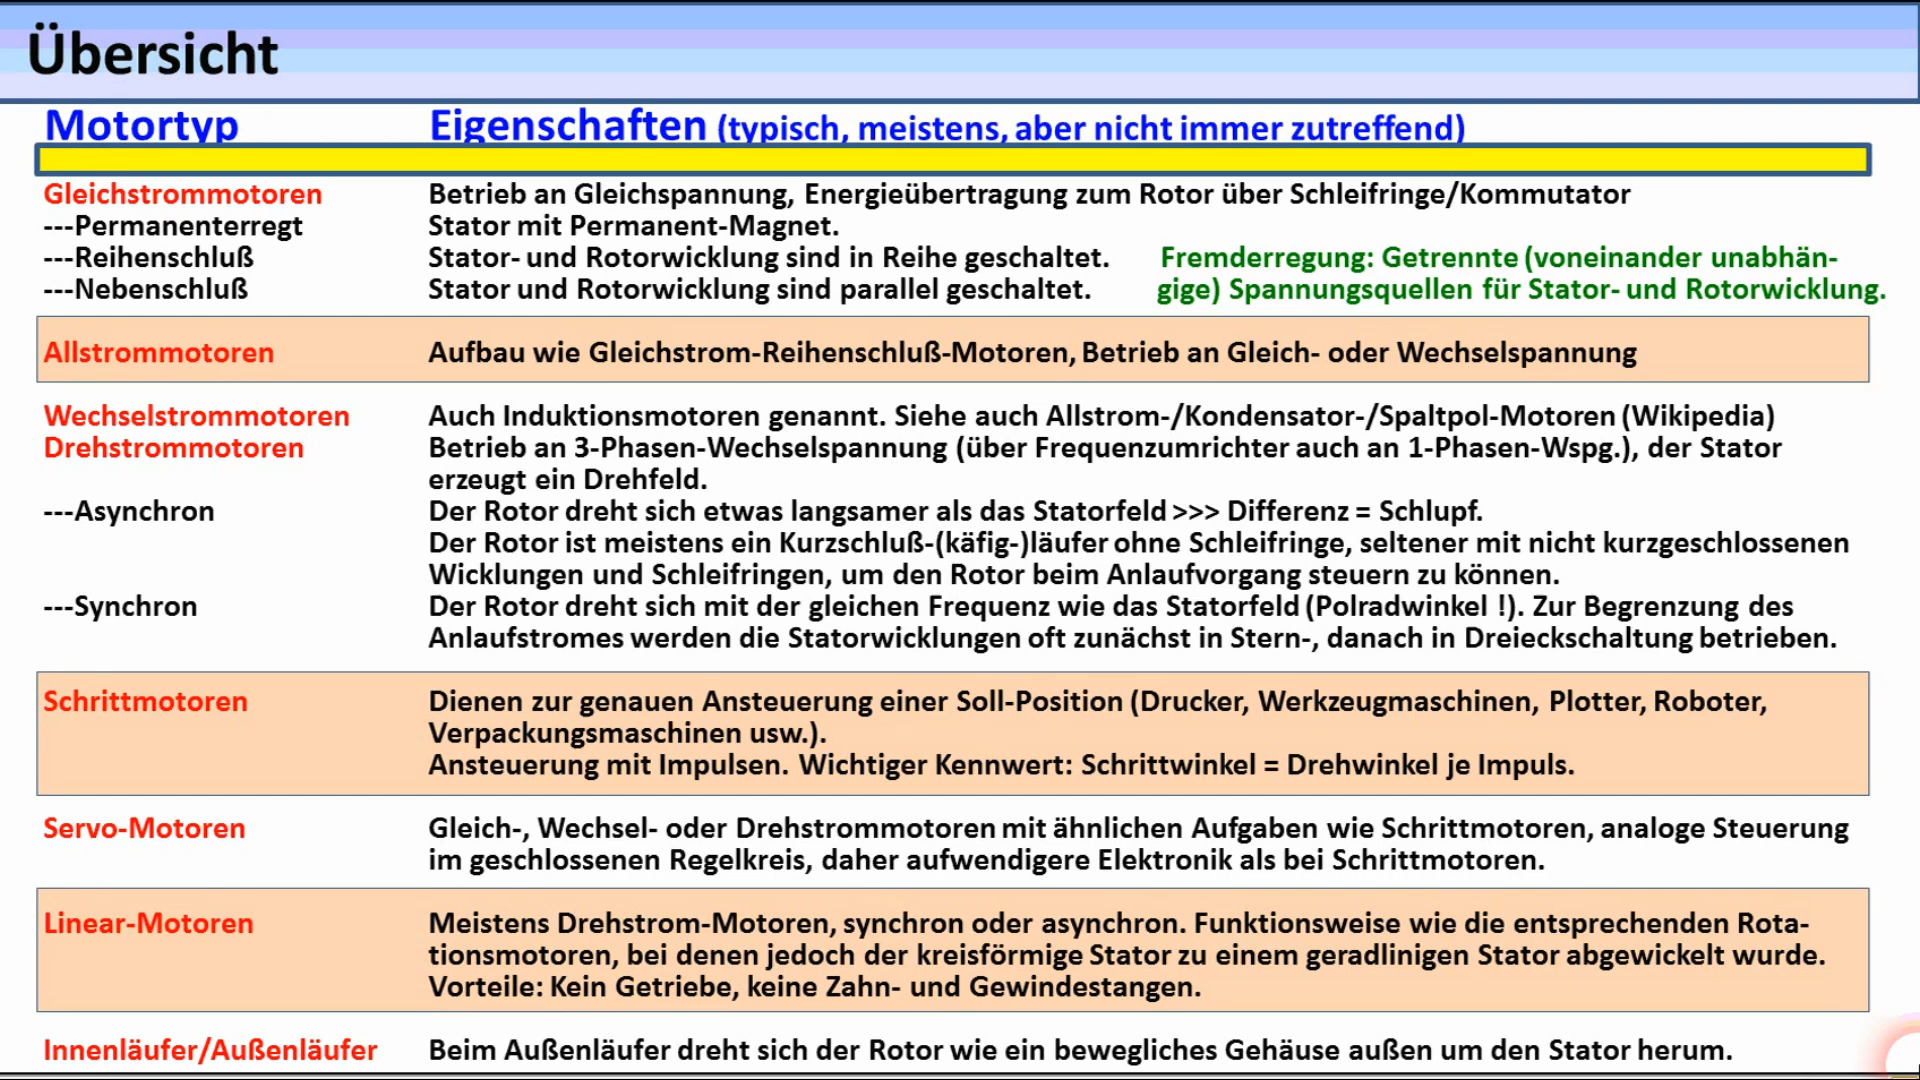 Übersicht
Motortyp Eigenschaften (typisch, meistens, aber nicht immer zutreffend)
Gleichstrommotoren Betrieb an Gleichspannung, Energieübertragung zum Rotor über Schleifringe/Kommutator
---Permanenterregt Stator mit Permanent-Magnet.
---Reihenschluß Stator- und Rotorwicklung sind in Reihe geschaltet. Fremderregung: Getrennte (voneinander unabhän-
---Nebenschluß Stator und Rotorwicklung sind parallel geschaltet. gige) Spannungsquellen für Stator- und Rotorwicklung.
Allstrommotoren Aufbau wie Gleichstrom-Reihenschluß-Motoren, Betrieb an Gleich- oder Wechselspannung
Wechselstrommotoren Auch Induktionsmotoren genannt. Siehe auch Allstrom-/Kondensator-/Spaltpol-Motoren (Wikipedia)
Drehstrommotoren Betrieb an 3-Phasen-Wechselspannung (über Frequenzumrichter auch an 1-Phasen-Wspg.), der Stator
erzeugt ein Drehfeld.
---Asynchron Der Rotor dreht sich etwas langsamer als das Statorfeld >>> Differenz = Schlupf.
Der Rotor ist meistens ein Kurzschluß-(käfig-)läufer ohne Schleifringe, seltener mit nicht kurzgeschlossenen
Wicklungen und Schleifringen, um den Rotor beim Anlaufvorgang steuern zu können.
---Synchron Der Rotor dreht sich mit der gleichen Frequenz wie das Statorfeld (Polradwinkel !). Zur Begrenzung des
Anlaufstromes werden die Statorwicklungen oft zunächst in Stern-, danach in Dreieckschaltung betrieben.
Schrittmotoren Dienen zur genauen Ansteuerung einer Soll-Position (Drucker, Werkzeugmaschinen, Plotter, Roboter,
Verpackungsmaschinen usw.).
Ansteuerung mit Impulsen. Wichtiger Kennwert: Schrittwinkel = Drehwinkel je Impuls.
Servo-Motoren Gleich-, Wechsel- oder Drehstrommotoren mit ähnlichen Aufgaben wie Schrittmotoren, analoge Steuerung
im geschlossenen Regelkreis, daher aufwendigere Elektronik als bei Schrittmotoren.
Linear-Motoren Meistens Drehstrom-Motoren, synchron oder asynchron. Funktionsweise wie die entsprechenden Rota-
tionsmotoren, bei denen jedoch der kreisförmige Stator zu einem geradlinigen Stator abgewickelt wurde.
Vorteile: Kein Getriebe, keine Zahn- und Gewindestangen.
Innenläufer/Außenläufer Beim Außenläufer dreht sich der Rotor wie ein bewegliches Gehäuse außen um den Stator herum.